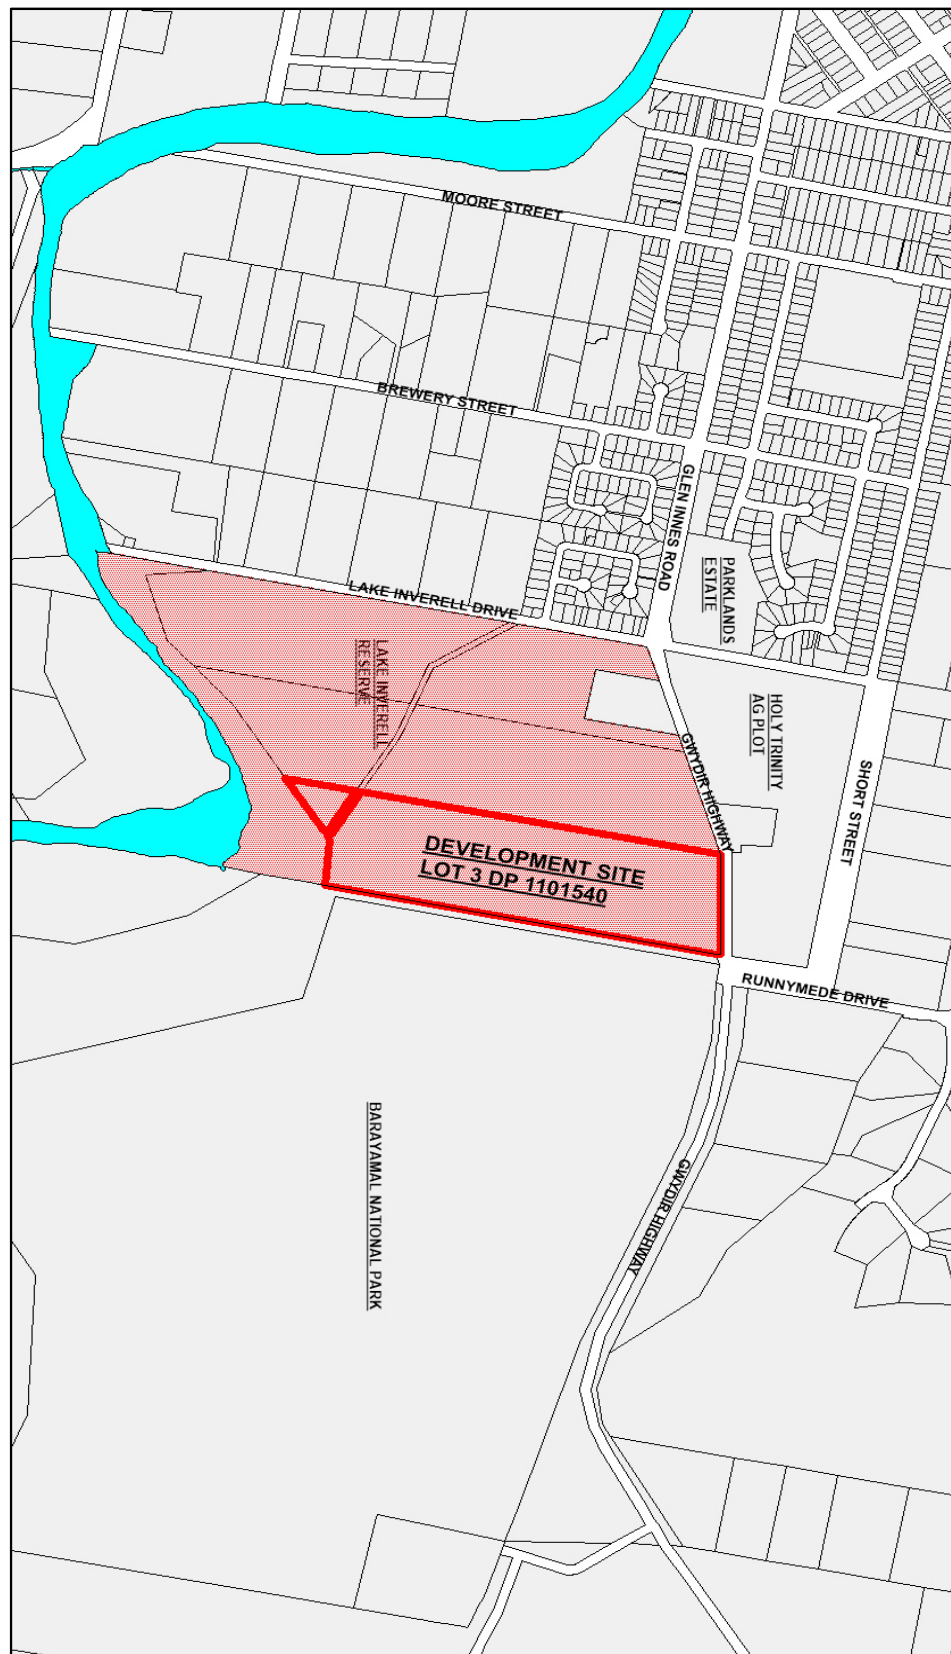 MOORE STREET
BREWERY STREET
GLEN INNES ROAD
PARKLANDS
ESTATE
LAKE INVERELL DRIVE
LAKE INVERELL
RESERVE
HOLY TRINITY
AG PLOT
GWYDIR HIGHWAY
SHORT STREET
DEVELOPMENT SITE
LOT 3 DP 1101540
RUNNYMEDE DRIVE
BARAYAMAL NATIONAL PARK
GWYDIR HIGHWAY